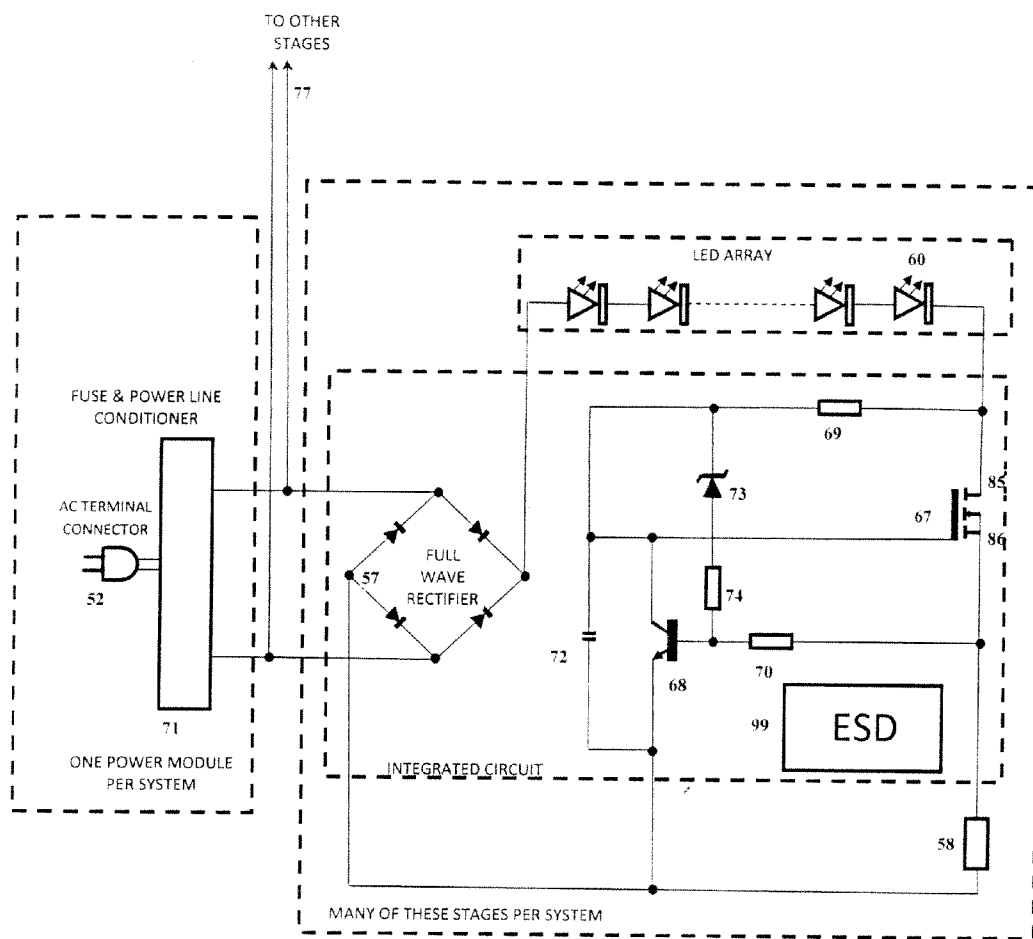 TO OTHER
STAGES
77
LED ARRAY
60
FUSE & POWER LINE
CONDITIONER
69
85
73
67
AC TERMINAL
CONNECTOR
86
FULL
WAVE
RECTIFIER
57
74
52
72
68
70
71
99
ESD
ONE POWER MODULE
PER SYSTEM
INTEGRATED CIRCUIT
58
MANY OF THESE STAGES PER SYSTEM